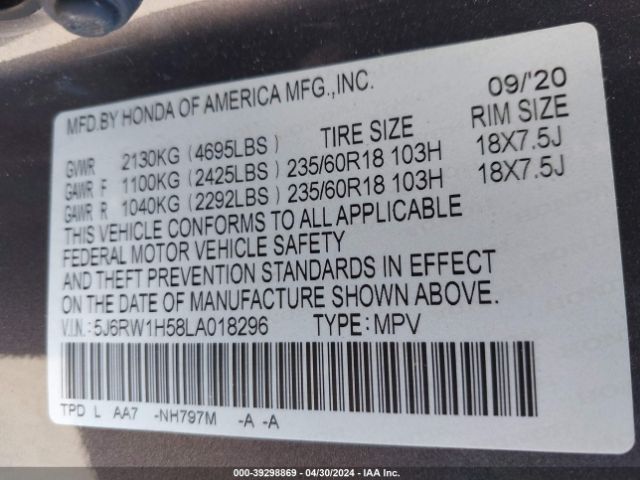 MFD.BY HONDA OF AMERICA MFG.,INC. 09/'20
TIRE SIZE RIM SIZE
GVWR 2130KG (4695LBS)
GAWR F 1100KG (2425LBS) 235/60R18 103H 18X7.5J
GAWR R 1040KG (2292LBS) 235/60R18 103H 18X7.5J
THIS VEHICLE CONFORMS TO ALL APPLICABLE
FEDERAL MOTOR VEHICLE SAFETY
AND THEFT PREVENTION STANDARDS IN EFFECT
ON THE DATE OF MANUFACTURE SHOWN ABOVE.
V.I.N.:5J6RW1H58LA018296 TYPE:MPV
TPD L AA7 -NH797M -A -A
000-39298869 - 04/30/2024 - IAA Inc.